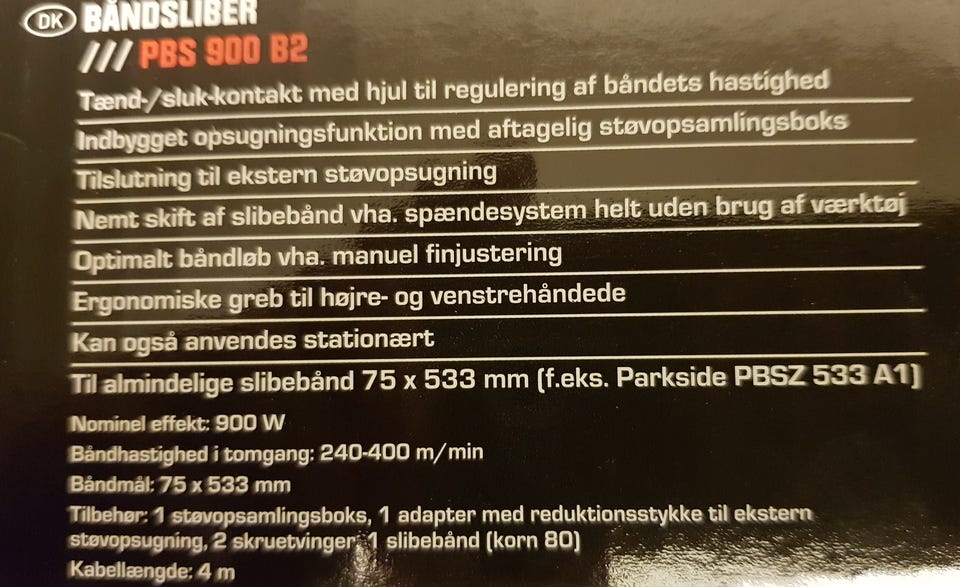 DK BÅNDSLIBER
/// PBS 900 B2
Tænd-/sluk-kontakt med hjul til regulering af båndets hastighed
Indbygget opsugningsfunktion med aftagelig støvopsamlingsboks
Tilslutning til ekstern støvopsugning
Nemt skift af slibebånd vha. spændesystem helt uden brug af værktøj
Optimalt båndløb vha. manuel finjustering
Ergonomiske greb til højre- og venstrehåndede
Kan også anvendes stationært
Til almindelige slibebånd 75 x 533 mm (f.eks. Parkside PBSZ 533 A1)
Nominel effekt: 900 W
Båndhastighed i tomgang: 240-400 m/min
Båndmål: 75 x 533 mm
Tilbehør: 1 støvopsamlingsboks, 1 adapter med reduktionsstykke til ekstern
støvopsugning, 2 skruetvinger, 1 slibebånd (korn 80)
Kabellængde: 4 m